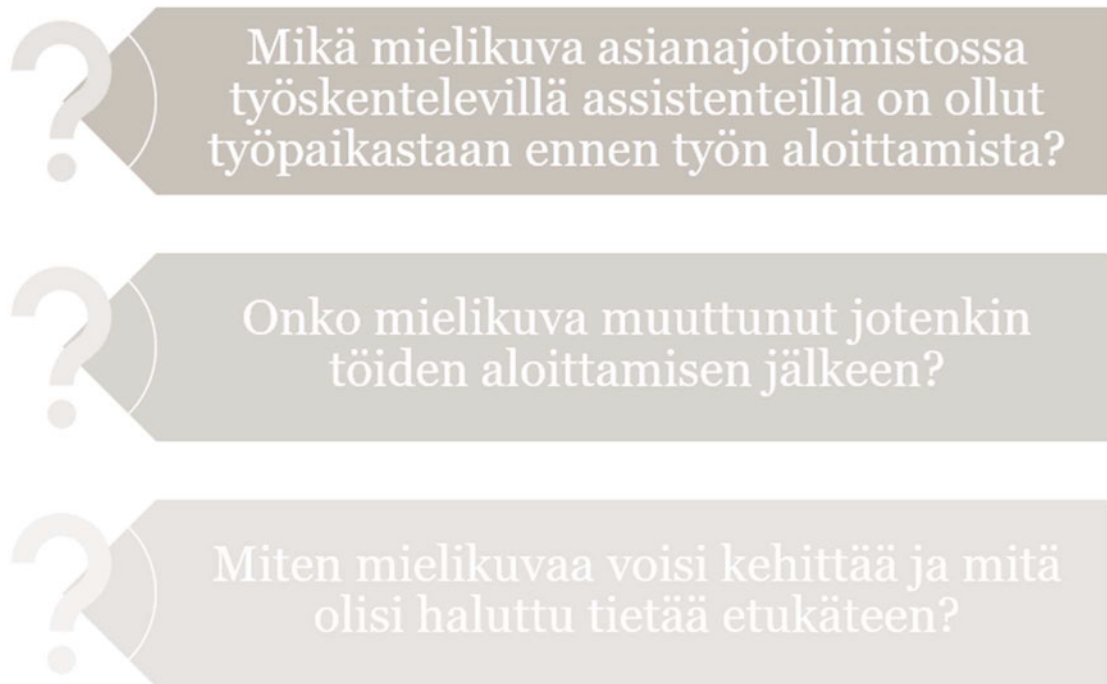 Mikä mielikuva asianajotoimistossa
työskentelevillä assistenteilla on ollut
työpaikastaan ennen työn aloittamista?
Onko mielikuva muuttunut jotenkin
töiden aloittamisen jälkeen?
Miten mielikuvaa voisi kehittää ja mitä
olisi haluttu tietää etukäteen?